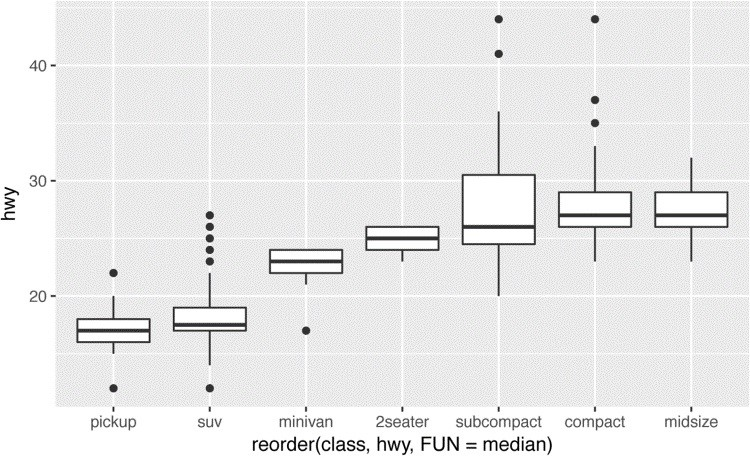 hwy
40
30
20
pickup suv minivan 2seater subcompact compact midsize
reorder(class, hwy, FUN = median)